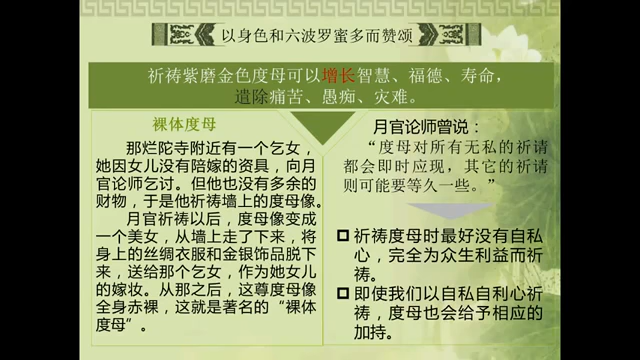 以身色和六波罗蜜多而赞颂
祈祷紫磨金色度母可以增长智慧、福德、寿命，
遣除痛苦、愚痴、灾难。
裸体度母
那烂陀寺附近有一个乞女，
她因女儿没有陪嫁的资具，向月
官论师乞讨。但他也没有多余的
财物，于是他祈祷墙上的度母像。
月官祈祷以后，度母像变成
一个美女，从墙上走了下来，将
身上的丝绸衣服和金银饰品脱下
来，送给那个乞女，作为她女儿
的嫁妆。从那之后，这尊度母像
全身赤裸，这就是著名的“裸体
度母”。
月官论师曾说：
“度母对所有无私的祈请
都会即时应现，其它的祈请
则可能要等久一些。”
祈祷度母时最好没有自私
心，完全为众生利益而祈
祷。
即使我们以自私自利心祈
祷，度母也会给予相应的
加持。